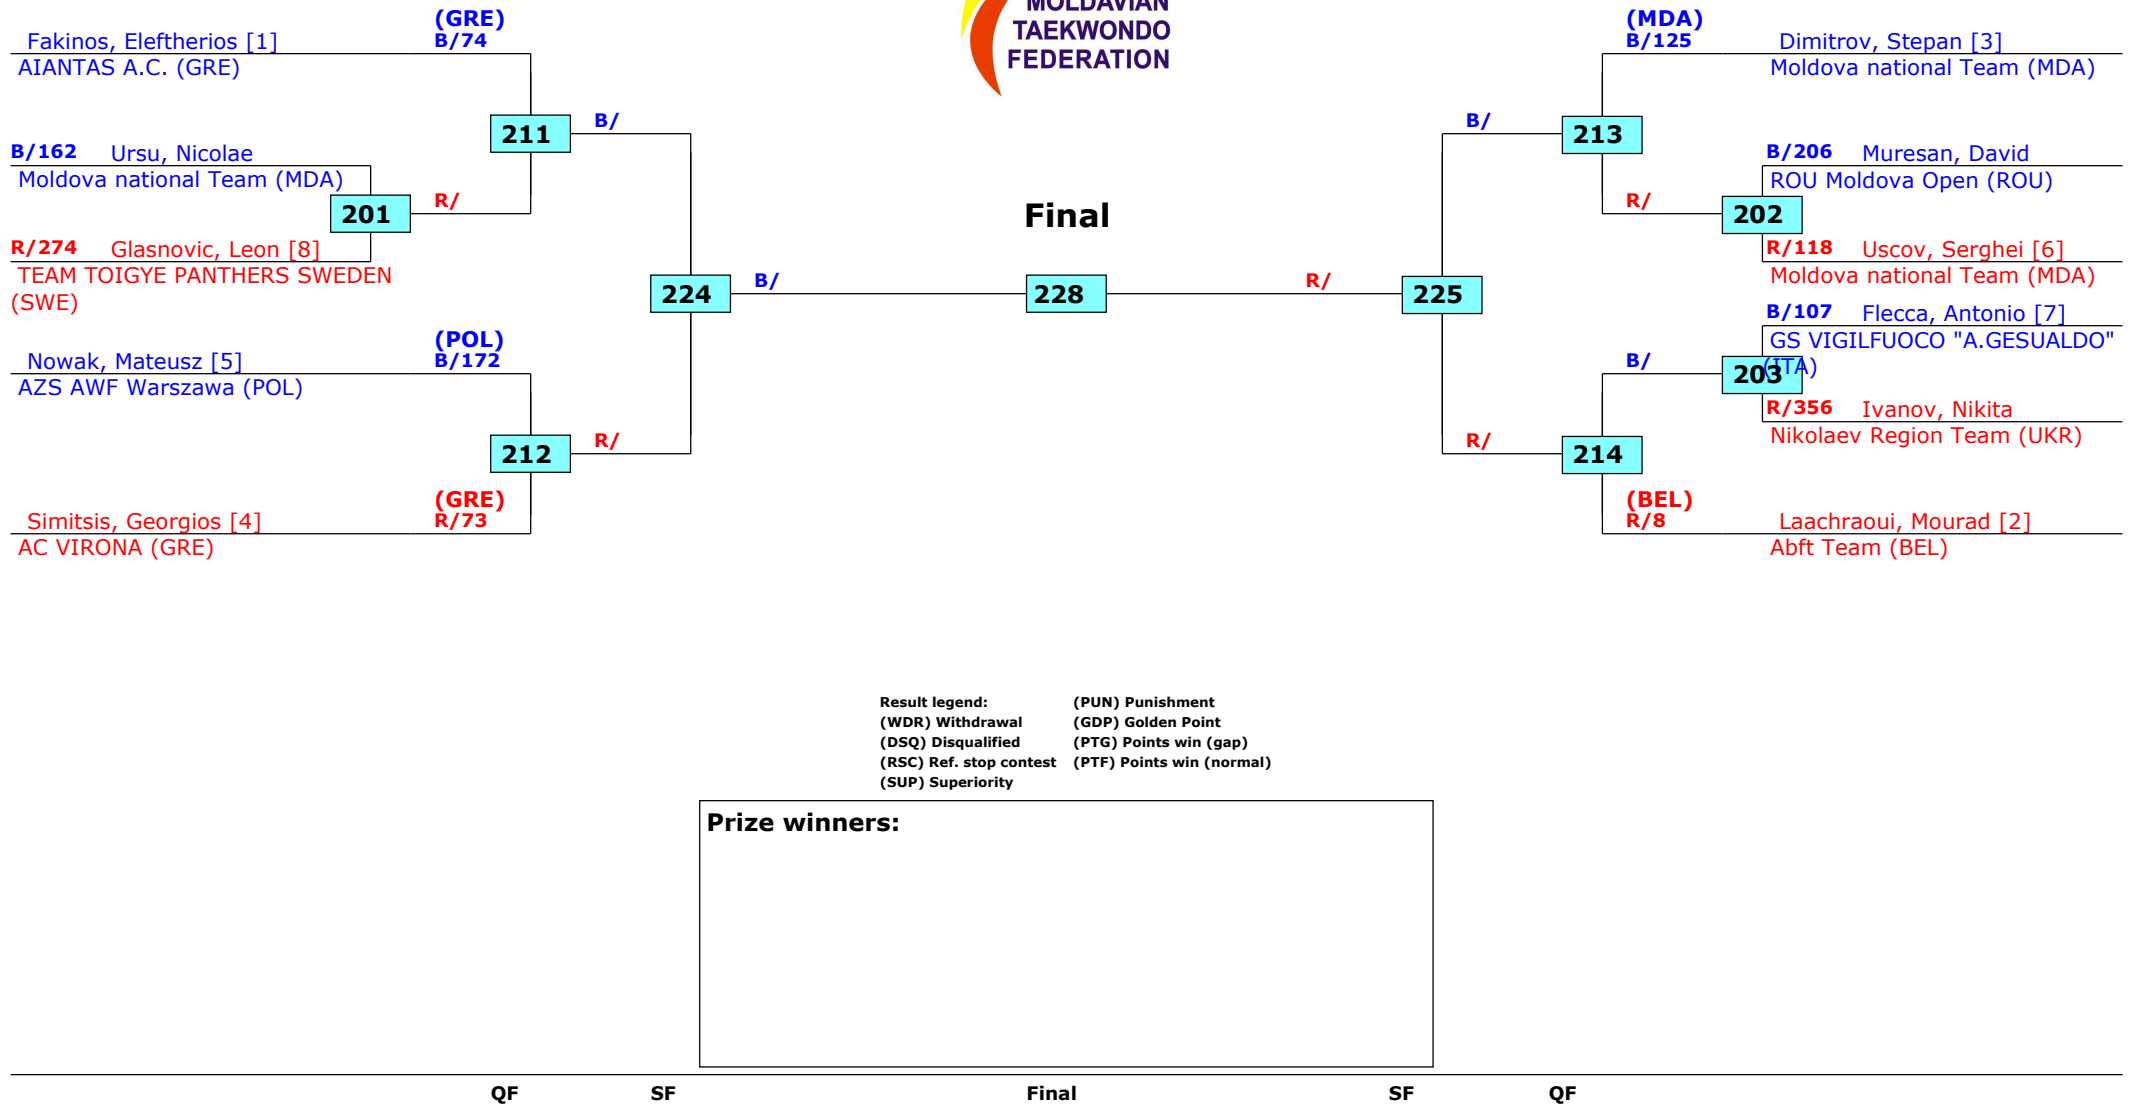 MOLDAVIAN
TAEKWONDO
FEDERATION
(GRE)
Fakinos, Eleftherios [1] B/74
AIANTAS A.C. (GRE)
211
B/
B/162 Ursu, Nicolae
Moldova national Team (MDA)
201
R/
R/274 Glasnovic, Leon [8]
TEAM TOIGYE PANTHERS SWEDEN
(SWE)
224
B/
(POL)
Nowak, Mateusz [5] B/172
AZS AWF Warszawa (POL)
212
R/
(GRE)
Simitsis, Georgios [4] R/73
AC VIRONA (GRE)
Final
228
(MDA)
B/125 Dimitrov, Stepan [3]
Moldova national Team (MDA)
B/
213
B/206 Muresan, David
ROU Moldova Open (ROU)
R/
202
R/118 Uscov, Serghei [6]
Moldova national Team (MDA)
R/
225
B/107 Flecca, Antonio [7]
GS VIGILFUOCO "A.GESUALDO"
(ITA)
B/
203
R/356 Ivanov, Nikita
Nikolaev Region Team (UKR)
R/
214
(BEL)
R/8 Laachraoui, Mourad [2]
Abft Team (BEL)
Result legend: (PUN) Punishment
(WDR) Withdrawal (GDP) Golden Point
(DSQ) Disqualified (PTG) Points win (gap)
(RSC) Ref. stop contest (PTF) Points win (normal)
(SUP) Superiority
Prize winners:
QF SF Final SF QF